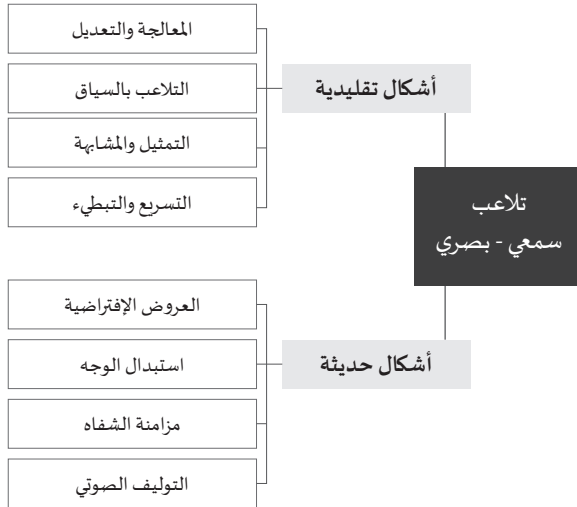 تلاعب
سمعي - بصري
أشكال تقليدية
المعالجة والتعديل
التلاعب بالسياق
التمثيل والمشابهة
التسريع والتبطيء
أشكال حديثة
العروض الإفتراضية
استبدال الوجه
مزامنة الشفاه
التوليف الصوتي